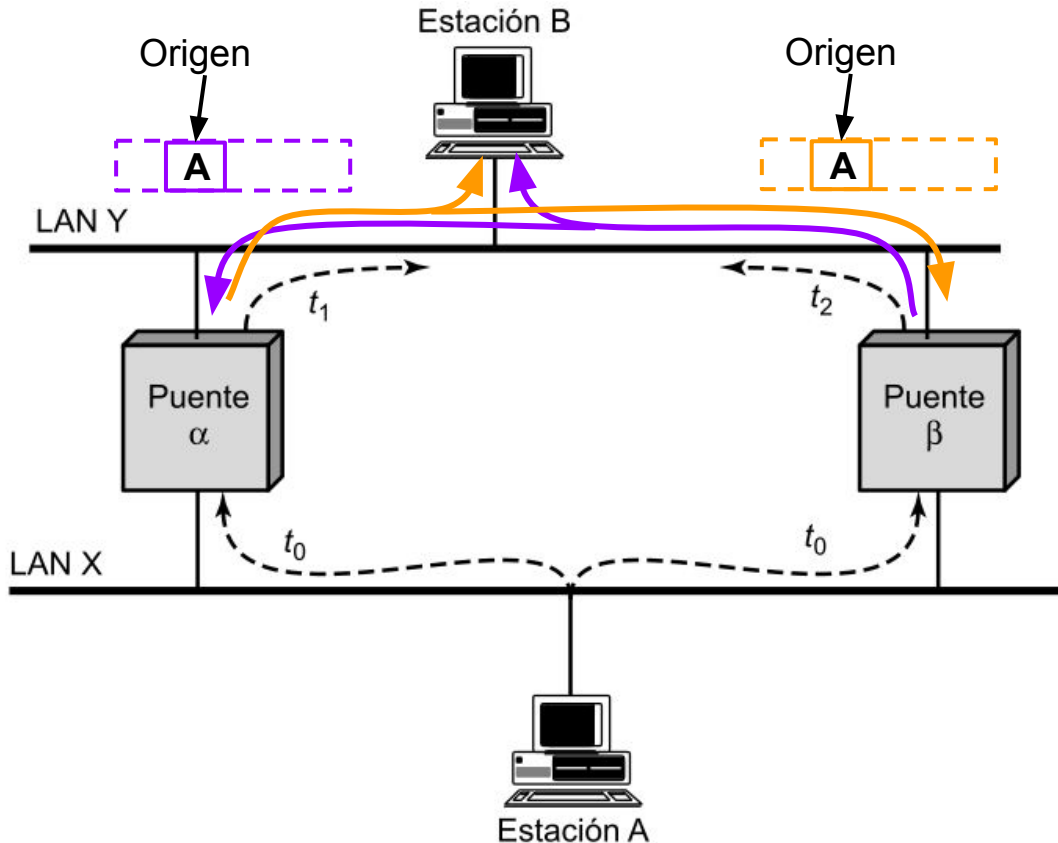 Estación B
Origen
Origen
A
A
LAN Y
t1
t2
Puente
α
Puente
β
t0
t0
LAN X
Estación A